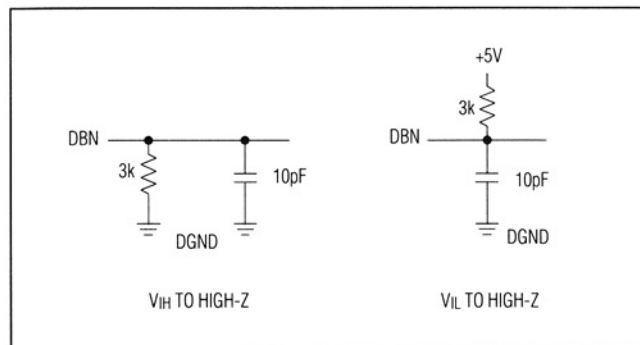 DBN
3k
10pF
DGND
VIH TO HIGH-Z
+5V
3k
DBN
10pF
DGND
VIL TO HIGH-Z